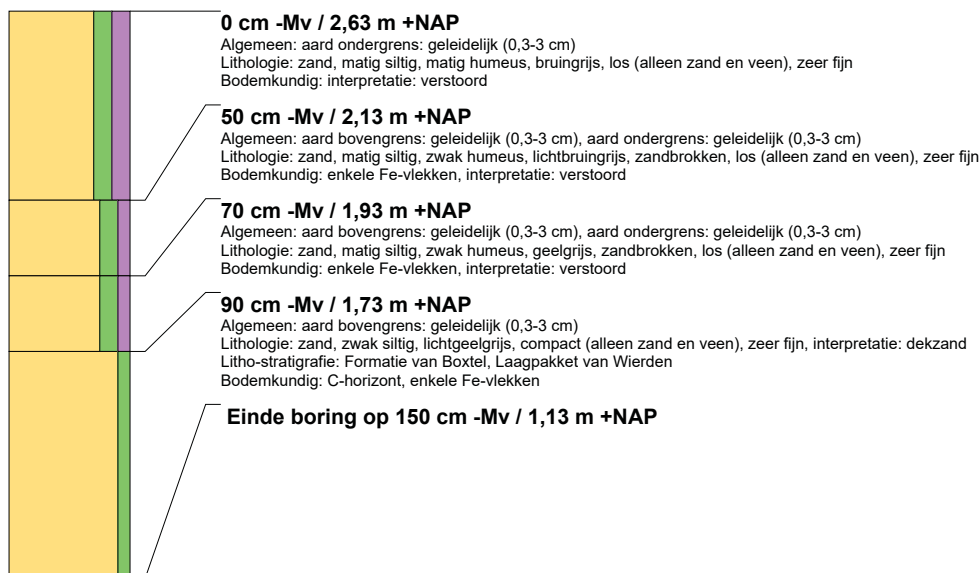 0 cm -Mv / 2,63 m +NAP
Algemeen: aard ondergrens: geleidelijk (0,3-3 cm)
Lithologie: zand, matig siltig, matig humeus, bruingrijs, los (alleen zand en veen), zeer fijn
Bodemkundig: interpretatie: verstoord
50 cm -Mv / 2,13 m +NAP
Algemeen: aard bovengrens: geleidelijk (0,3-3 cm), aard ondergrens: geleidelijk (0,3-3 cm)
Lithologie: zand, matig siltig, zwak humeus, lichtbruingrijs, zandbrokken, los (alleen zand en veen), zeer fijn
Bodemkundig: enkele Fe-vlekken, interpretatie: verstoord
70 cm -Mv / 1,93 m +NAP
Algemeen: aard bovengrens: geleidelijk (0,3-3 cm), aard ondergrens: geleidelijk (0,3-3 cm)
Lithologie: zand, matig siltig, zwak humeus, geelgrijs, zandbrokken, los (alleen zand en veen), zeer fijn
Bodemkundig: enkele Fe-vlekken, interpretatie: verstoord
90 cm -Mv / 1,73 m +NAP
Algemeen: aard bovengrens: geleidelijk (0,3-3 cm)
Lithologie: zand, zwak siltig, lichtgeelgrijs, compact (alleen zand en veen), zeer fijn, interpretatie: dekzand
Litho-stratigrafie: Formatie van Boxtel, Laagpakket van Wierden
Bodemkundig: C-horizont, enkele Fe-vlekken
Einde boring op 150 cm -Mv / 1,13 m +NAP